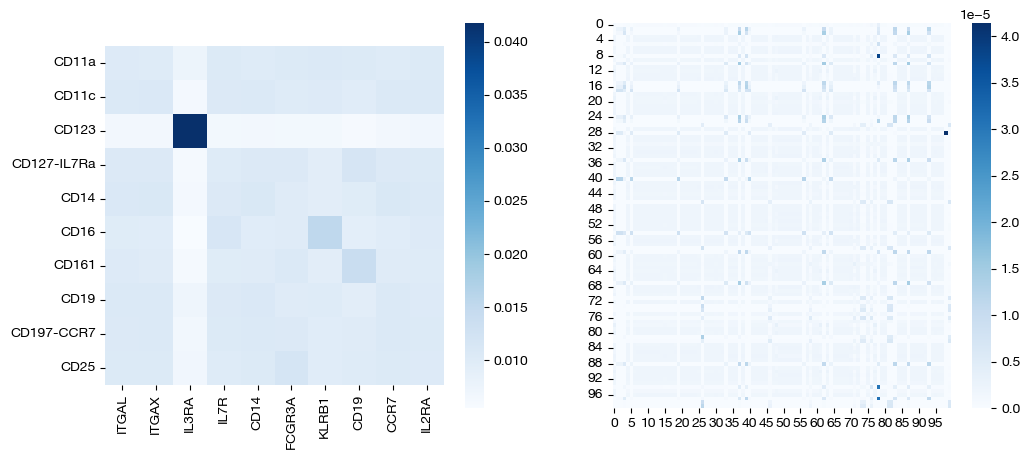 CD11a
CD11c
CD123
CD127-IL7Ra
CD14
CD16
CD161
CD19
CD197-CCR7
CD25
ITGAL
ITGAX
IL3RA
IL7R
CD14
FCGR3A
KLRB1
CD19
CCR7
IL2RA
0.040
0.035
0.030
0.025
0.020
0.015
0.010
0
4
8
12
16
20
24
28
32
36
40
44
48
52
56
60
64
68
72
76
80
84
88
92
96
0 5 10 15 20 25 30 35 40 45 50 55 60 65 70 75 80 85 90 95
1e−5
4.0
3.5
3.0
2.5
2.0
1.5
1.0
0.5
0.0